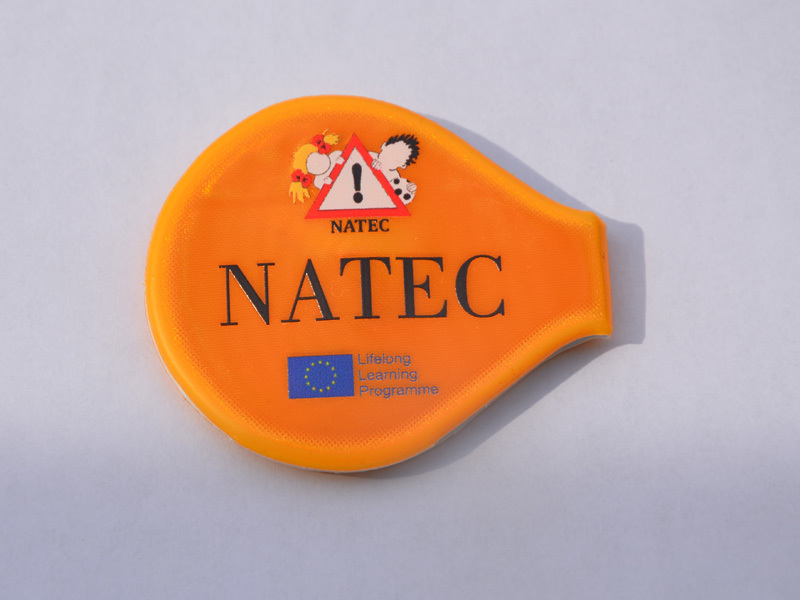 !
NATEC
NATEC
Lifelong
Learning
Programme